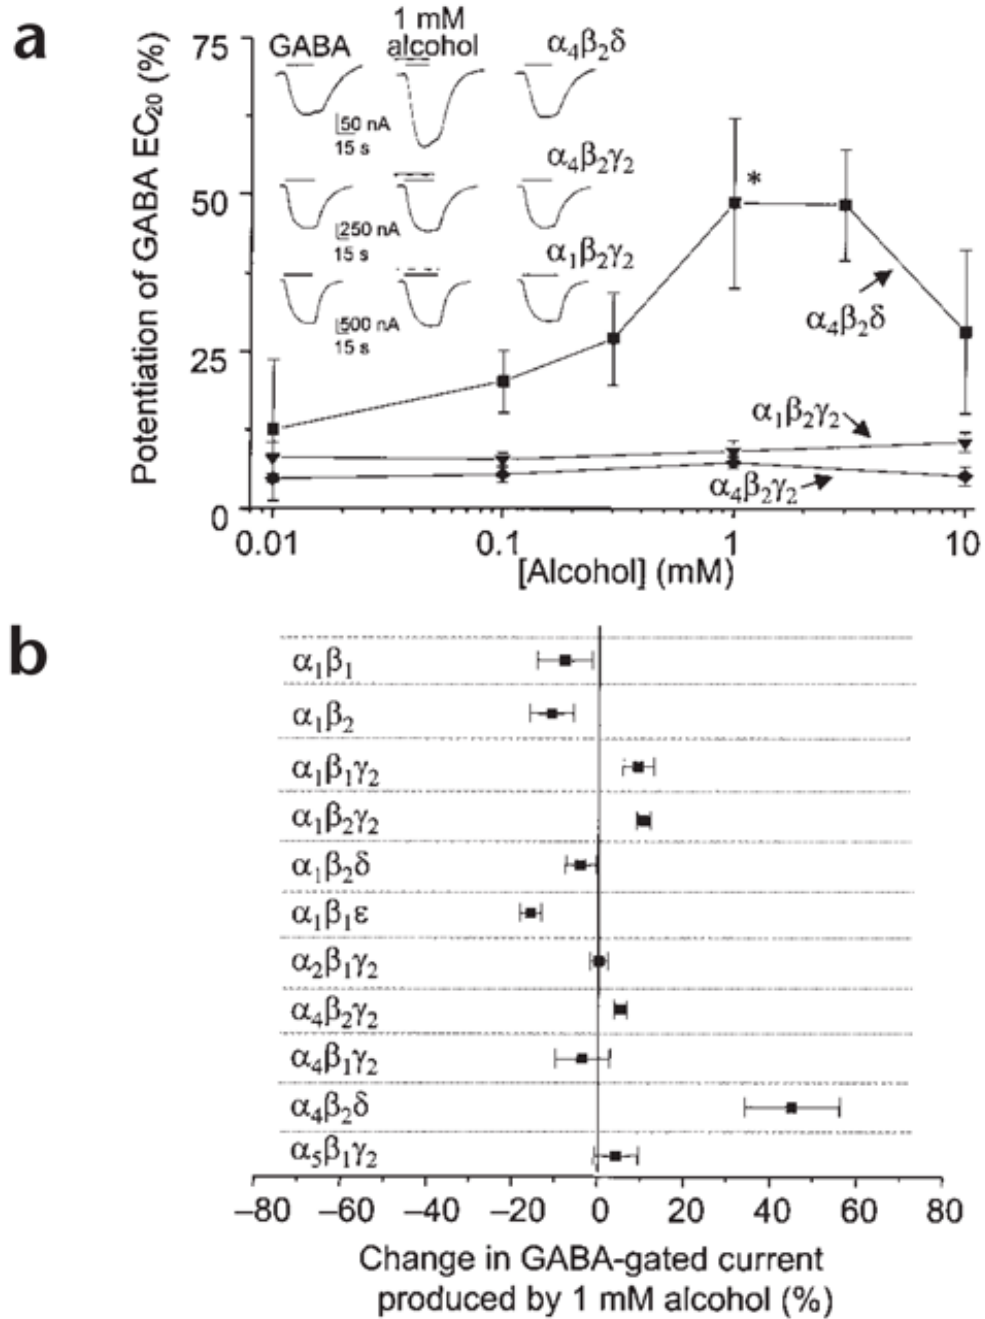 a
Potentiation of GABA EC₂₀ (%)
75
50
25
0
GABA
1 mM
alcohol
α₄β₂δ
50 nA
15 s
α₄β₂γ₂
250 nA
15 s
α₁β₂γ₂
500 nA
15 s
*
α₄β₂δ
α₁β₂γ₂
α₄β₂γ₂
0.01 0.1 1 10
[Alcohol] (mM)
b
α₁β₁
α₁β₂
α₁β₁γ₂
α₁β₂γ₂
α₁β₂δ
α₁β₁ε
α₂β₁γ₂
α₄β₂γ₂
α₄β₁γ₂
α₄β₂δ
α₅β₁γ₂
–80 –60 –40 –20 0 20 40 60 80
Change in GABA-gated current
produced by 1 mM alcohol (%)